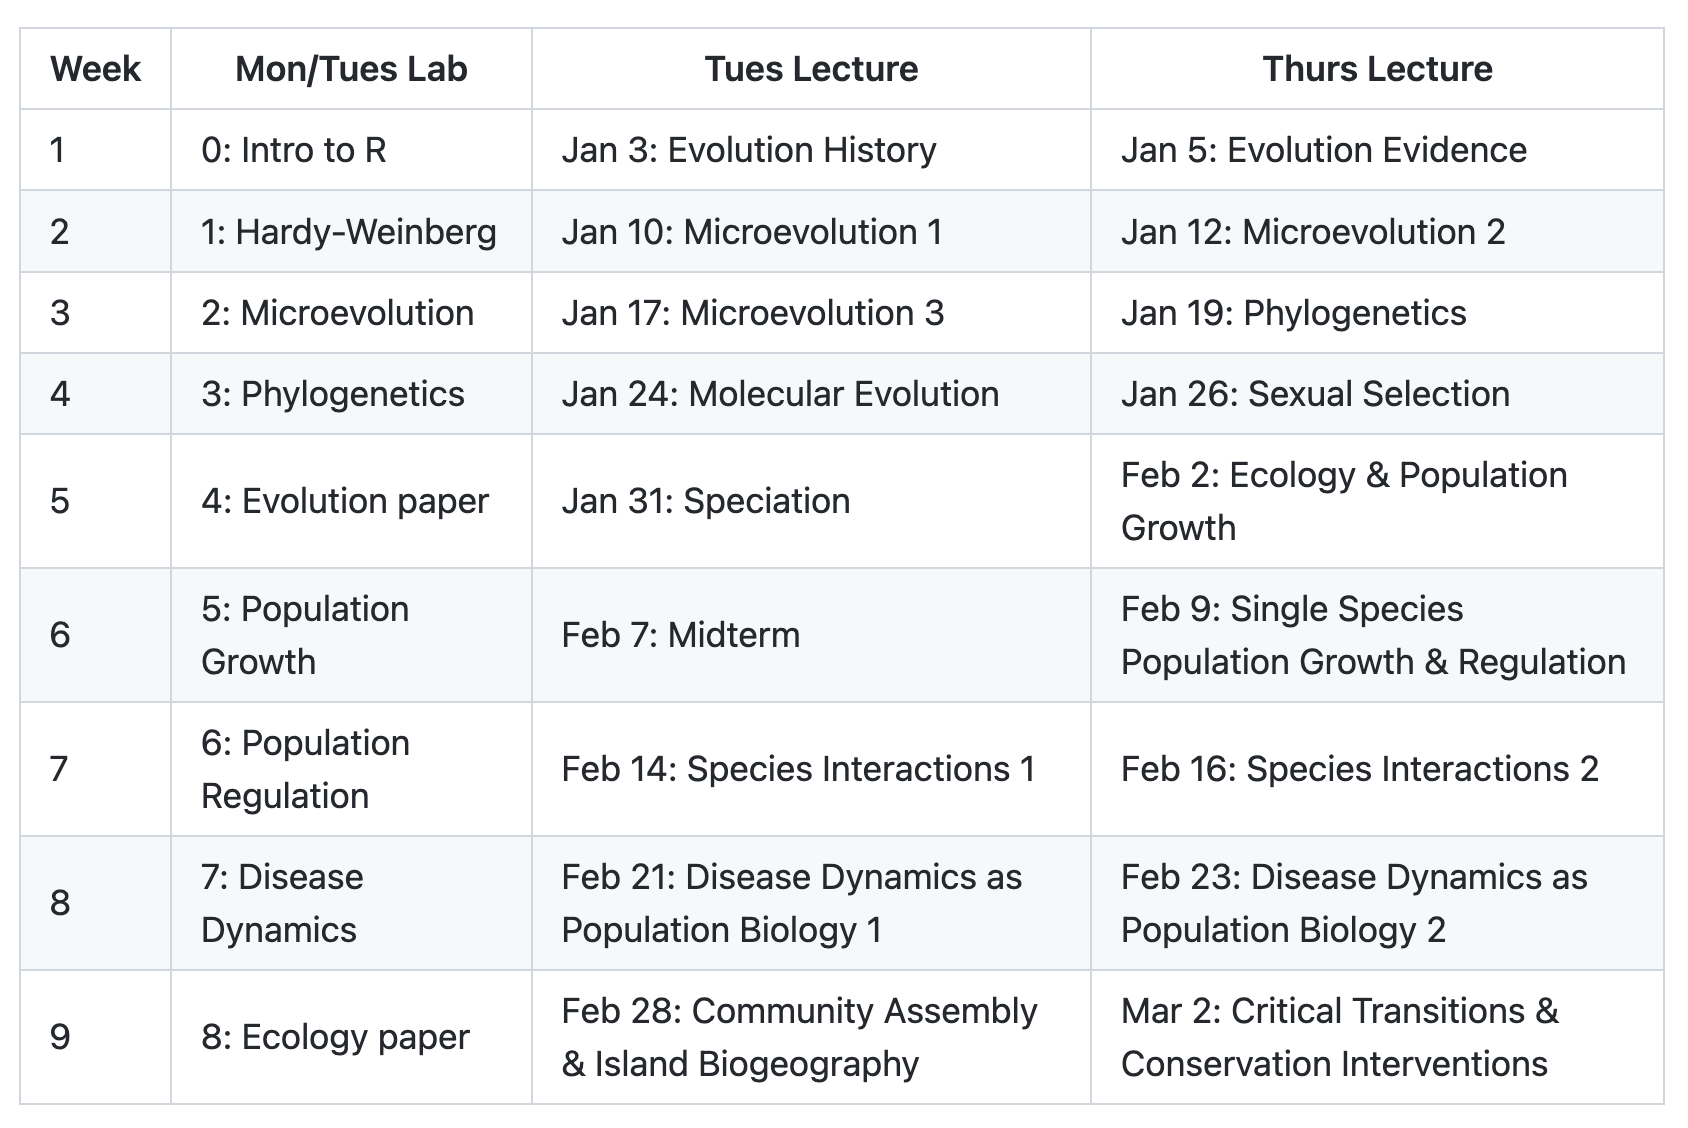 Week Mon/Tues Lab Tues Lecture Thurs Lecture
1 0: Intro to R Jan 3: Evolution History Jan 5: Evolution Evidence
2 1: Hardy-Weinberg Jan 10: Microevolution 1 Jan 12: Microevolution 2
3 2: Microevolution Jan 17: Microevolution 3 Jan 19: Phylogenetics
4 3: Phylogenetics Jan 24: Molecular Evolution Jan 26: Sexual Selection
5 4: Evolution paper Jan 31: Speciation Feb 2: Ecology & Population
Growth
6 5: Population
Growth Feb 7: Midterm Feb 9: Single Species
Population Growth & Regulation
7 6: Population
Regulation Feb 14: Species Interactions 1 Feb 16: Species Interactions 2
8 7: Disease
Dynamics Feb 21: Disease Dynamics as
Population Biology 1 Feb 23: Disease Dynamics as
Population Biology 2
9 8: Ecology paper Feb 28: Community Assembly
& Island Biogeography Mar 2: Critical Transitions &
Conservation Interventions